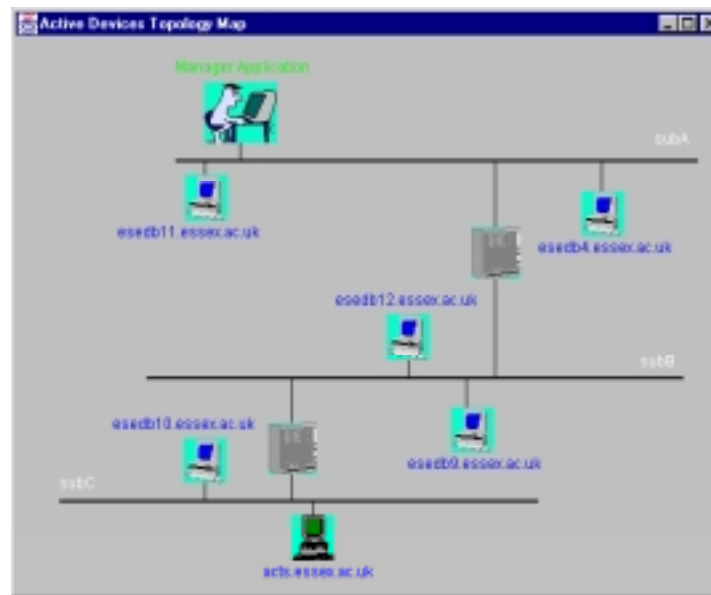 Active Devices Topology Map
Manager Application
subA
esedb11.essex.ac.uk
esedb4.essex.ac.uk
esedb12.essex.ac.uk
subB
esedb10.essex.ac.uk
esedb9.essex.ac.uk
subC
acts.essex.ac.uk